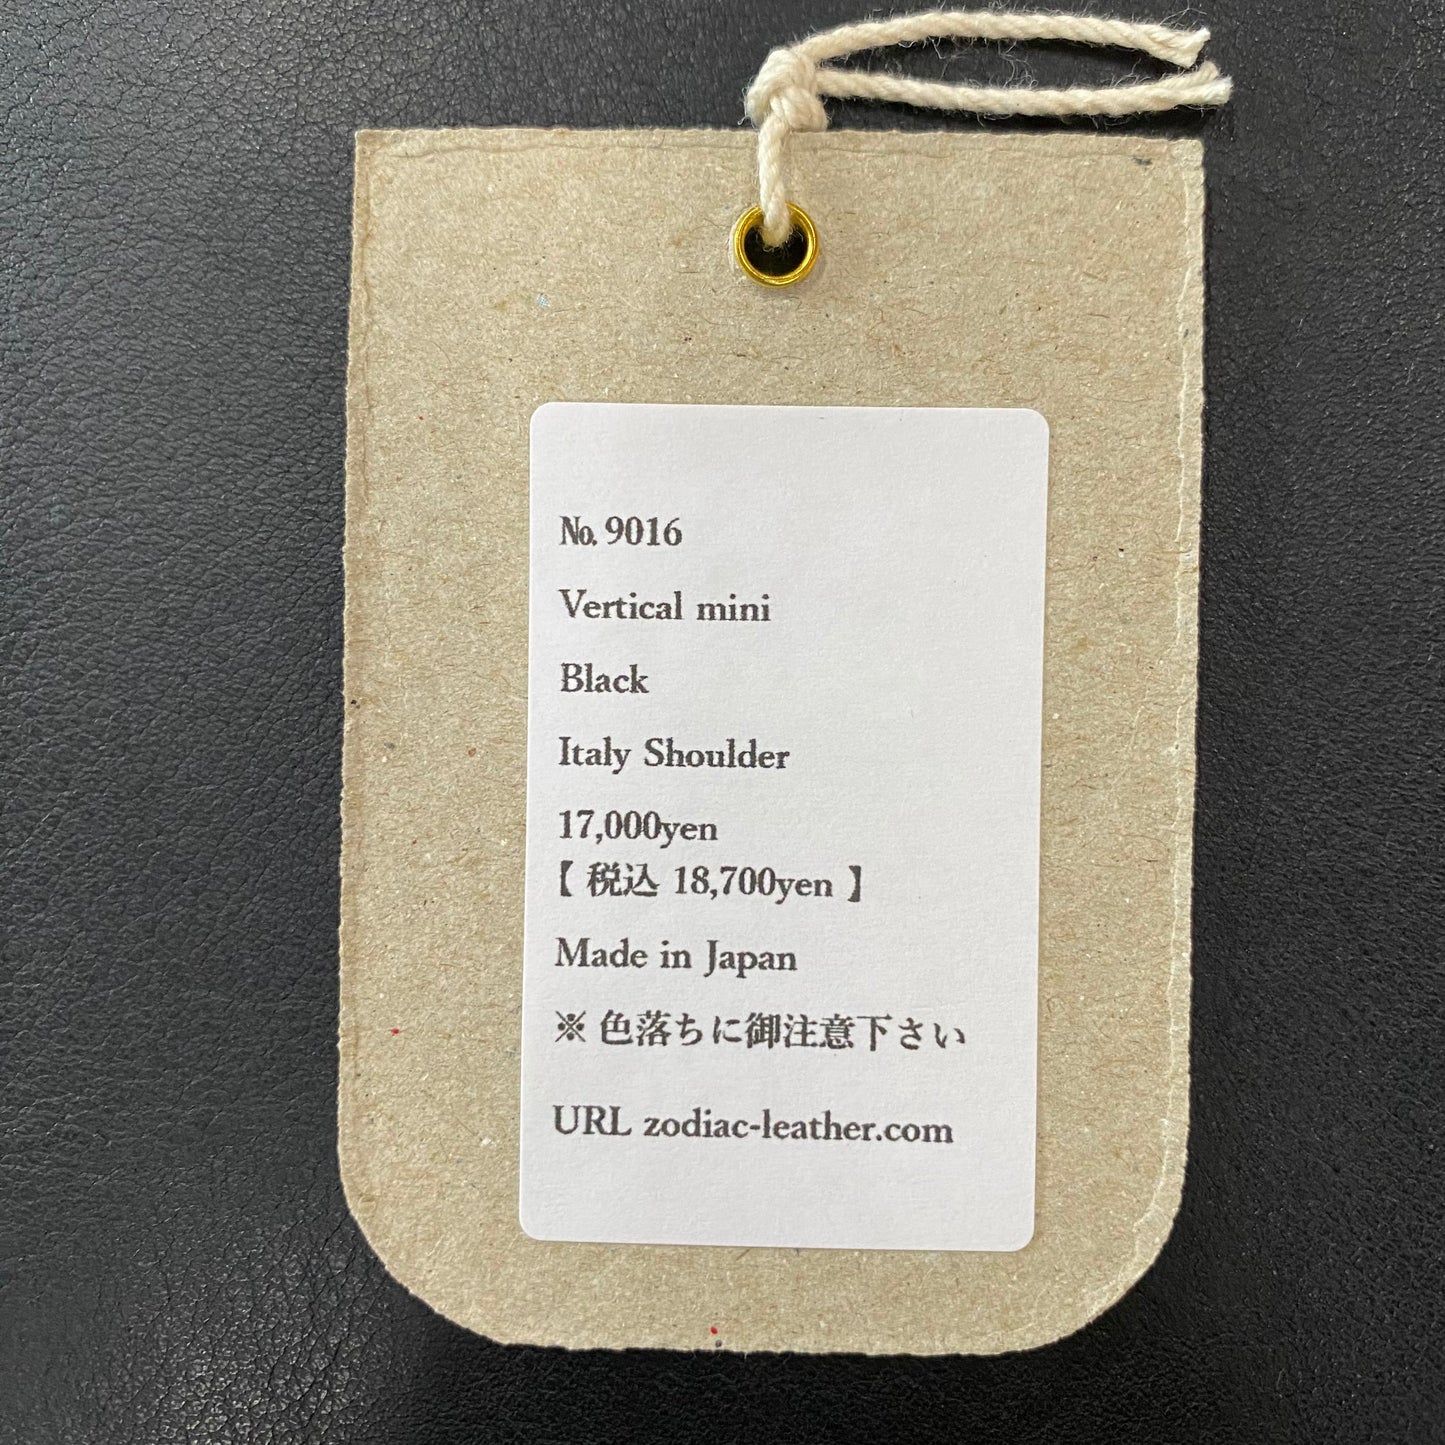 № 9016
Vertical mini
Black
Italy Shoulder
17,000yen
【 税込 18,700yen 】
Made in Japan
※ 色落ちに御注意下さい
URL zodiac-leather.com